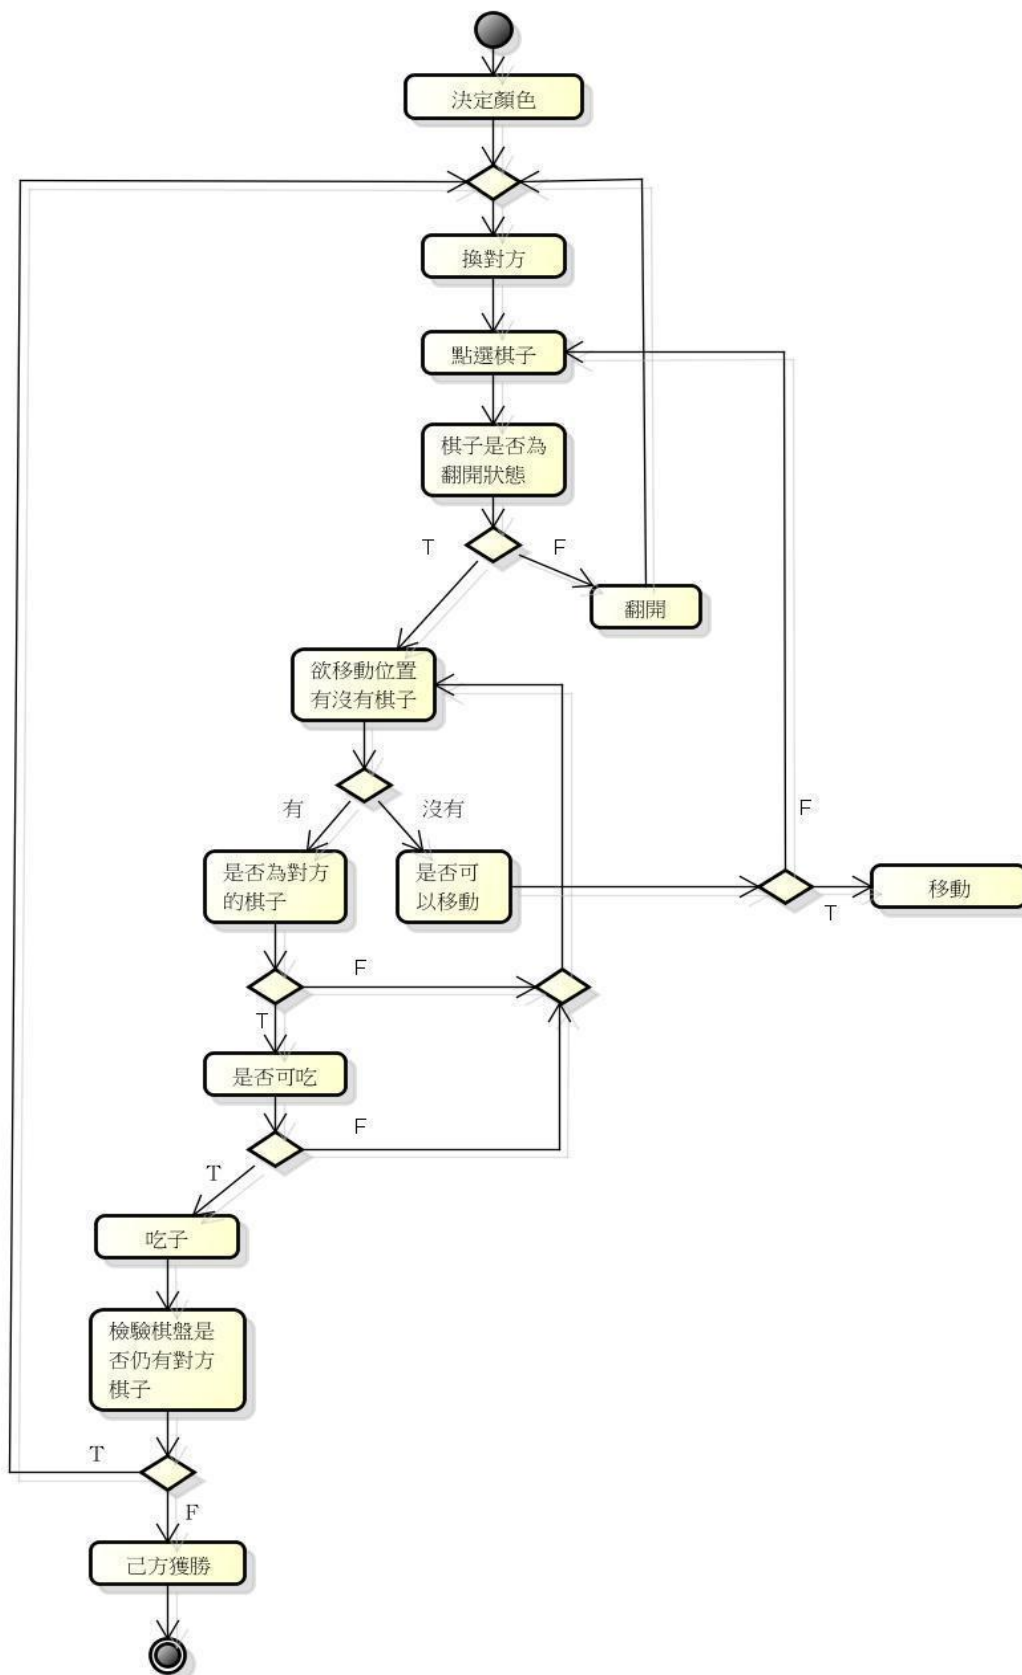 決定顏色
換對方
點選棋子
棋子是否為
翻開狀態
T
F
翻開
欲移動位置
有沒有棋子
有
沒有
F
是否為對方
的棋子
是否可
以移動
移動
T
F
T
是否可吃
F
T
吃子
檢驗棋盤是
否仍有對方
棋子
T
F
己方獲勝